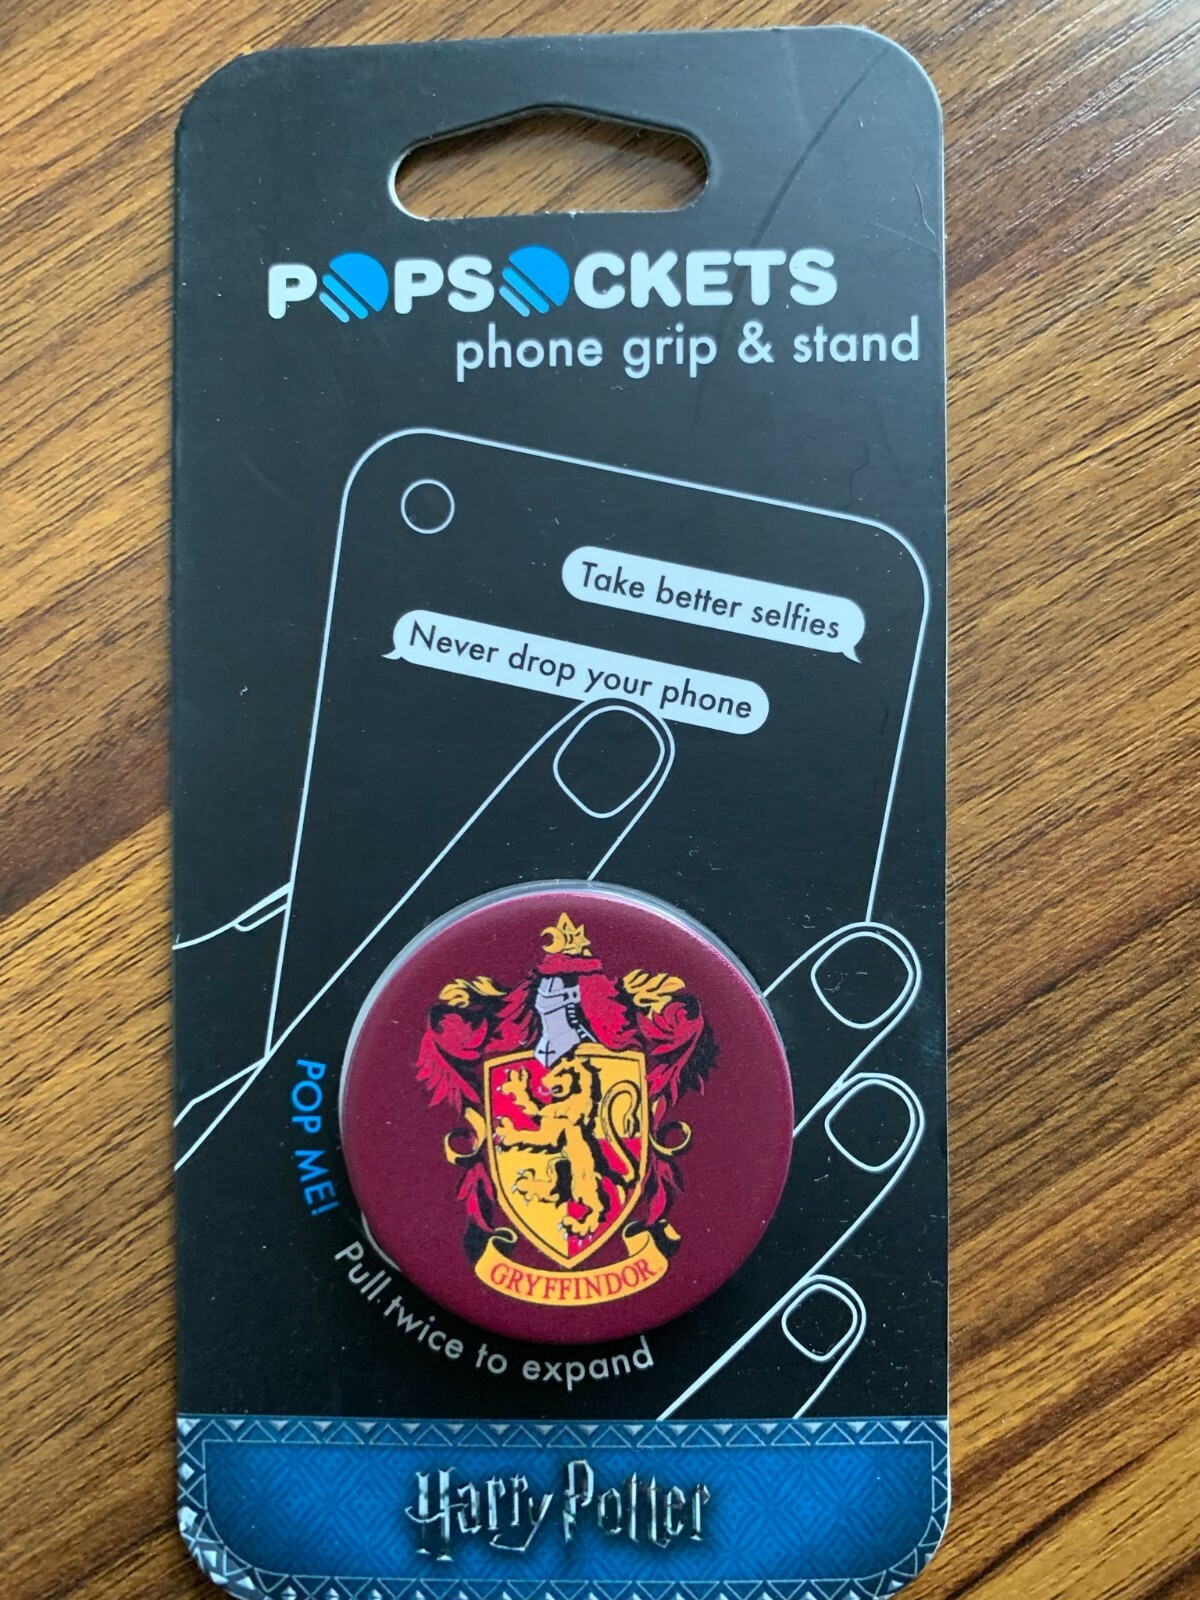 POPSOCKETS
phone grip & stand
Take better selfies
Never drop your phone
POP ME!
Pull twice to expand
GRYFFINDOR
Harry Potter